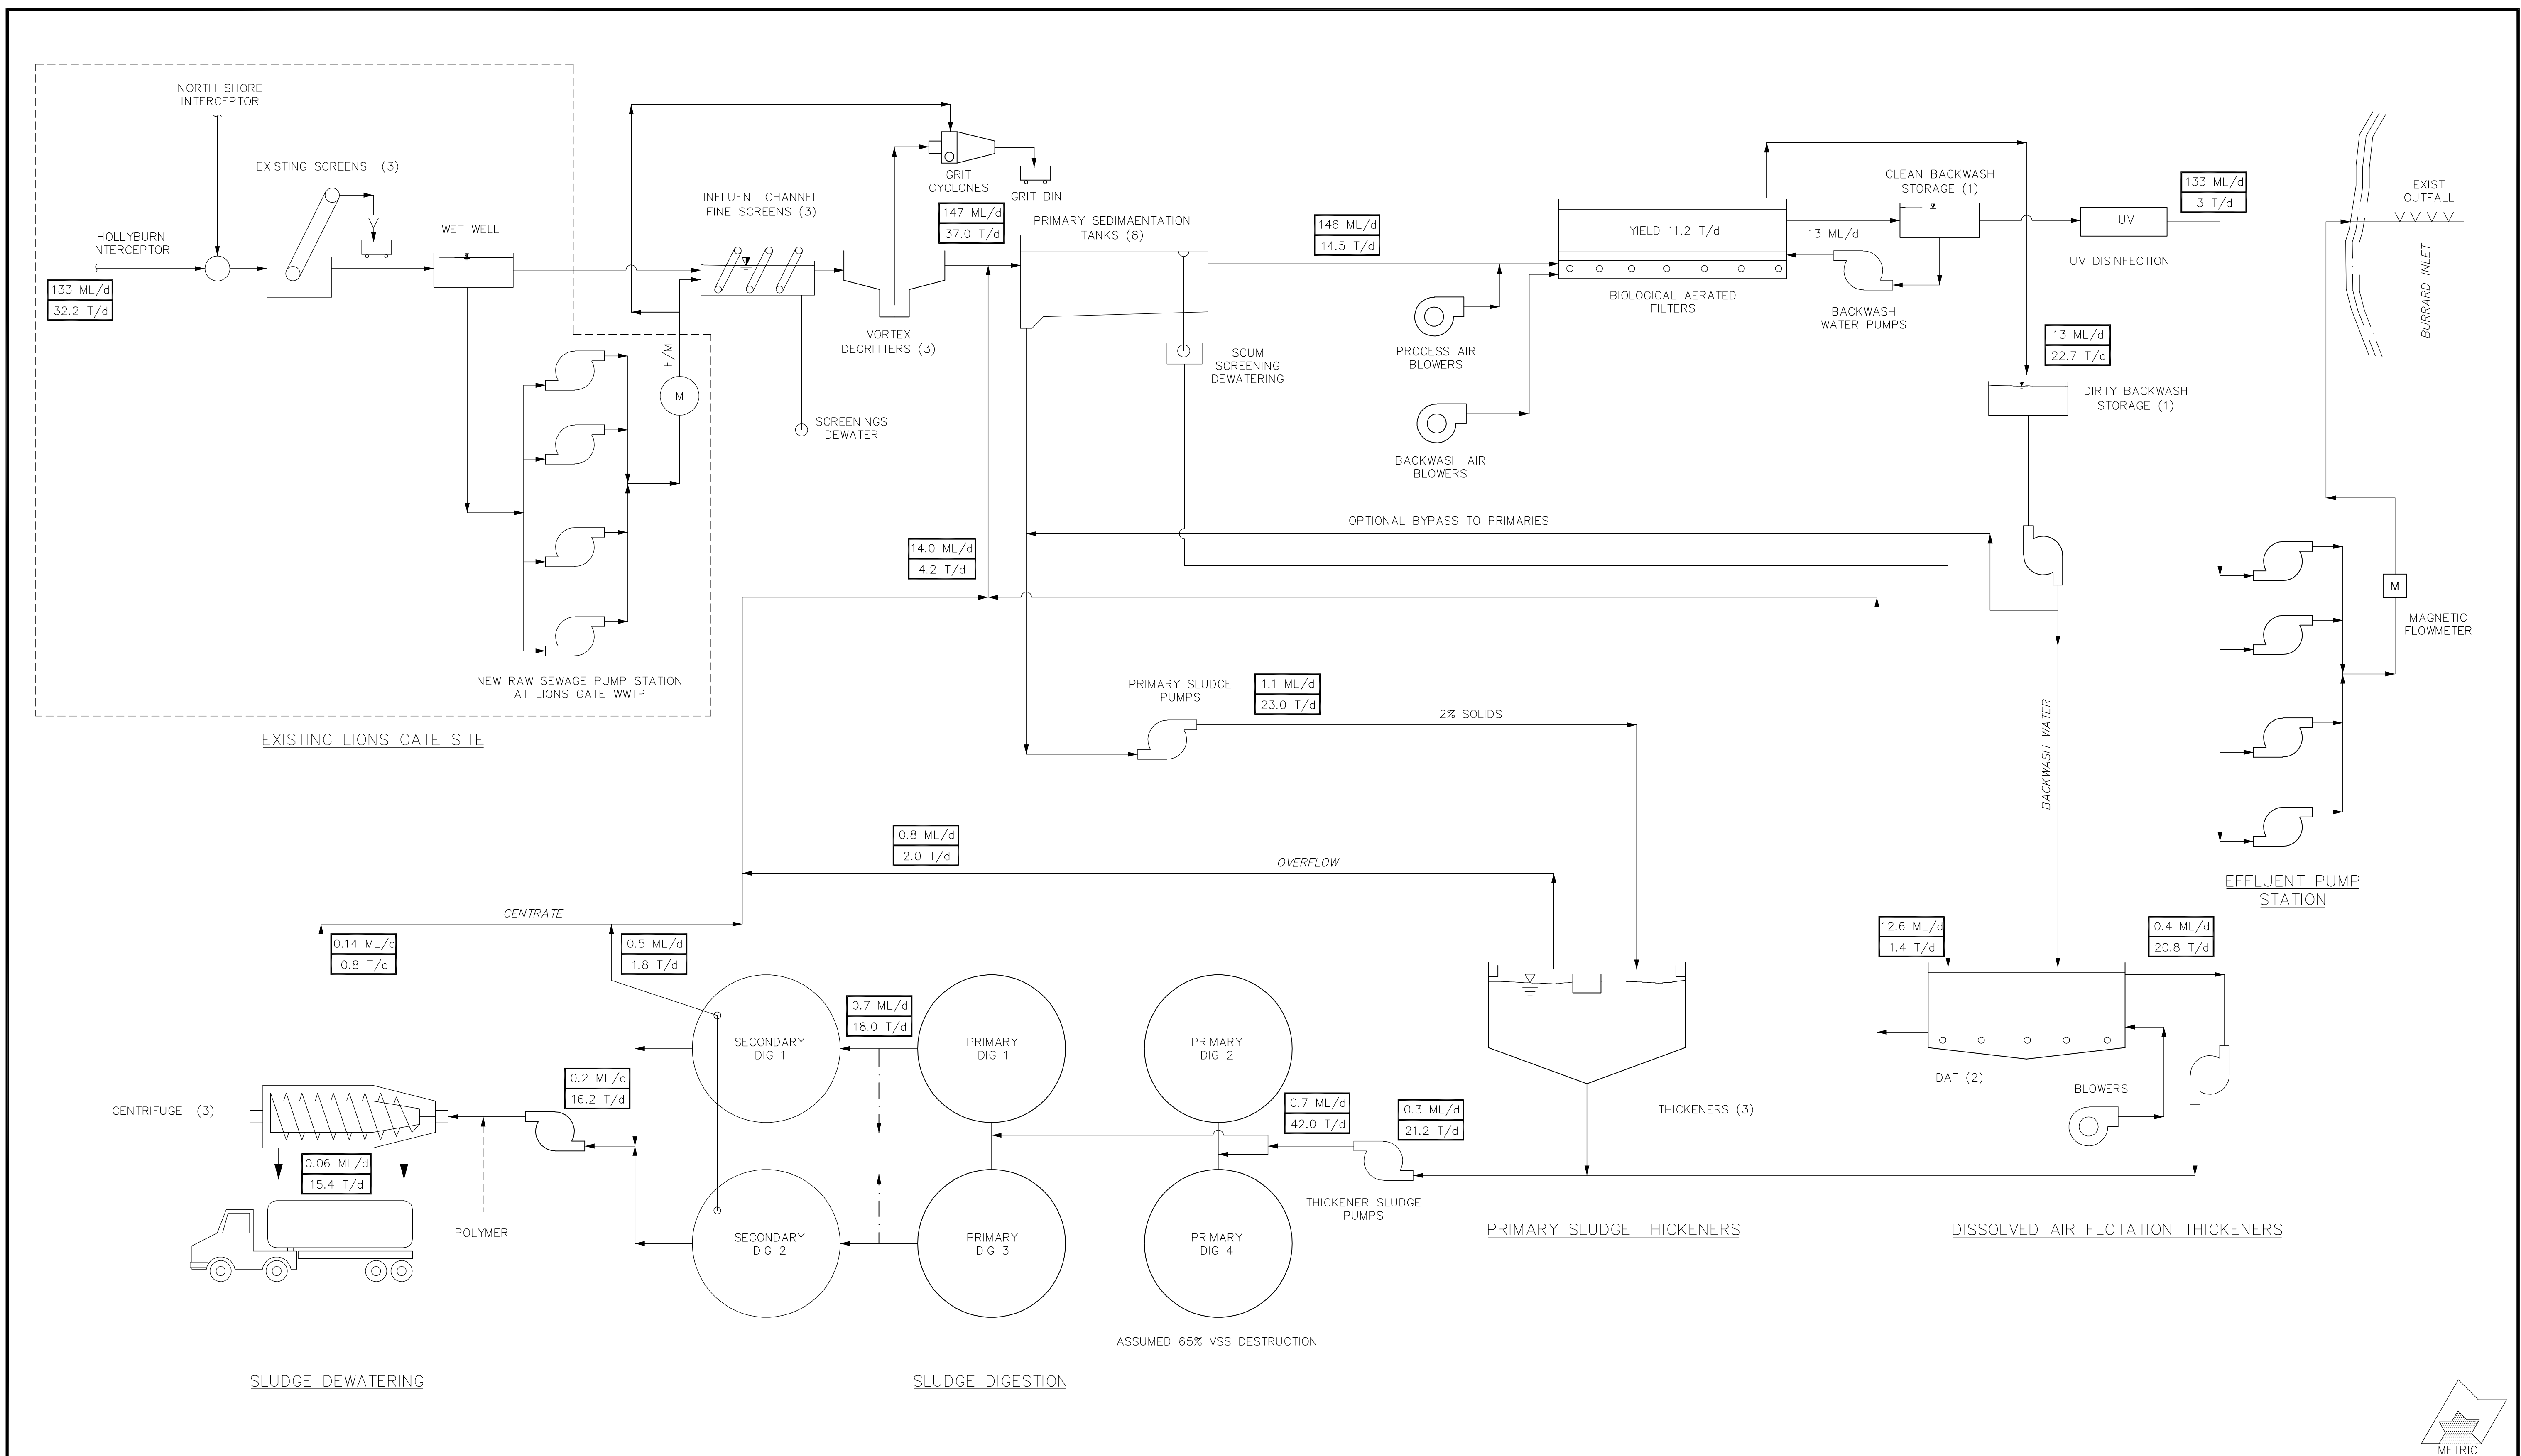 NORTH SHORE
INTERCEPTOR
EXISTING SCREENS (3)
HOLLYBURN
INTERCEPTOR
133 ML/d
32.2 T/d
WET WELL
F/M
M
NEW RAW SEWAGE PUMP STATION
AT LIONS GATE WWTP
EXISTING LIONS GATE SITE
INFLUENT CHANNEL
FINE SCREENS (3)
SCREENINGS
DEWATER
VORTEX
DEGRITTERS (3)
GRIT
CYCLONES
GRIT BIN
147 ML/d
37.0 T/d
PRIMARY SEDIMAENTATION
TANKS (8)
SCUM
SCREENING
DEWATERING
146 ML/d
14.5 T/d
PROCESS AIR
BLOWERS
BACKWASH AIR
BLOWERS
YIELD 11.2 T/d
BIOLOGICAL AERATED
FILTERS
13 ML/d
BACKWASH
WATER PUMPS
CLEAN BACKWASH
STORAGE (1)
UV
UV DISINFECTION
133 ML/d
3 T/d
13 ML/d
22.7 T/d
DIRTY BACKWASH
STORAGE (1)
EXIST
OUTFALL
BURRARD INLET
M
MAGNETIC
FLOWMETER
EFFLUENT PUMP
STATION
OPTIONAL BYPASS TO PRIMARIES
14.0 ML/d
4.2 T/d
PRIMARY SLUDGE
PUMPS
1.1 ML/d
23.0 T/d
2% SOLIDS
BACKWASH WATER
0.8 ML/d
2.0 T/d
OVERFLOW
CENTRATE
0.14 ML/d
0.8 T/d
0.5 ML/d
1.8 T/d
12.6 ML/d
1.4 T/d
0.4 ML/d
20.8 T/d
SECONDARY
DIG 1
0.7 ML/d
18.0 T/d
PRIMARY
DIG 1
PRIMARY
DIG 2
0.2 ML/d
16.2 T/d
CENTRIFUGE (3)
0.06 ML/d
15.4 T/d
POLYMER
0.7 ML/d
42.0 T/d
0.3 ML/d
21.2 T/d
THICKENERS (3)
DAF (2)
BLOWERS
SECONDARY
DIG 2
PRIMARY
DIG 3
PRIMARY
DIG 4
THICKENER SLUDGE
PUMPS
PRIMARY SLUDGE THICKENERS
DISSOLVED AIR FLOTATION THICKENERS
ASSUMED 65% VSS DESTRUCTION
SLUDGE DEWATERING
SLUDGE DIGESTION
METRIC